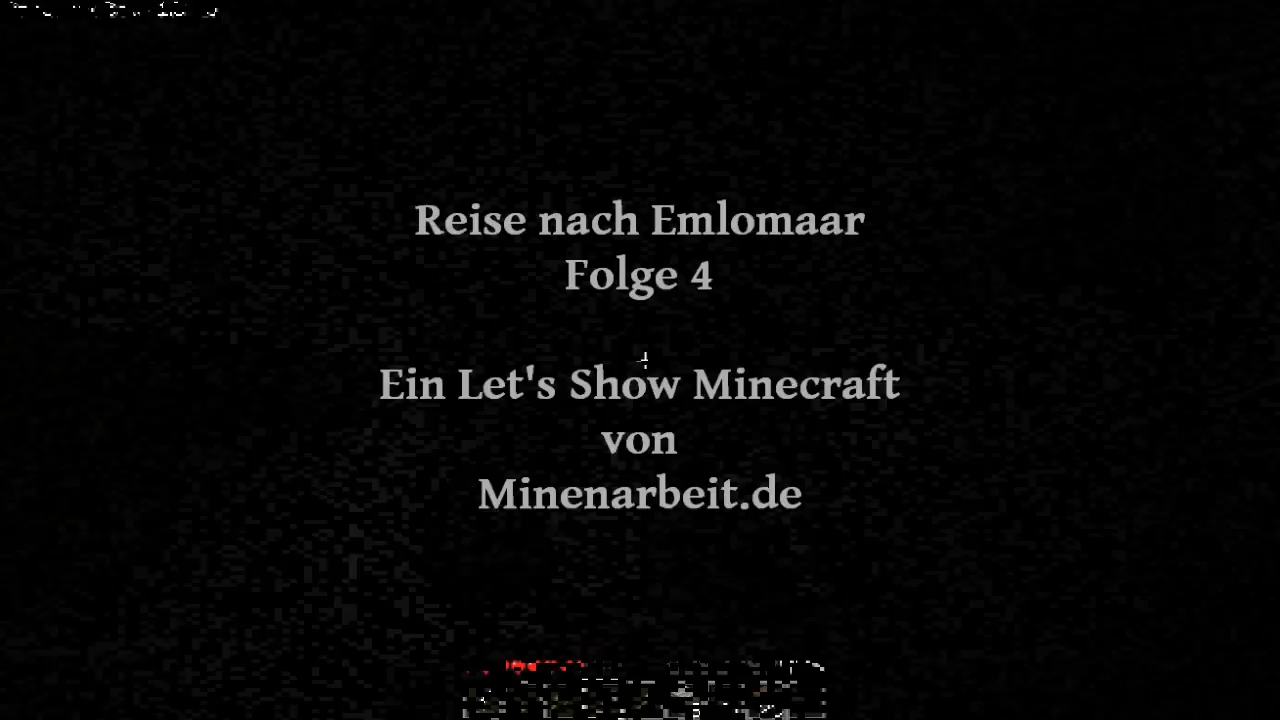 Reise nach Emlomaar
Folge 4
Ein Let's Show Minecraft
von
Minenarbeit.de